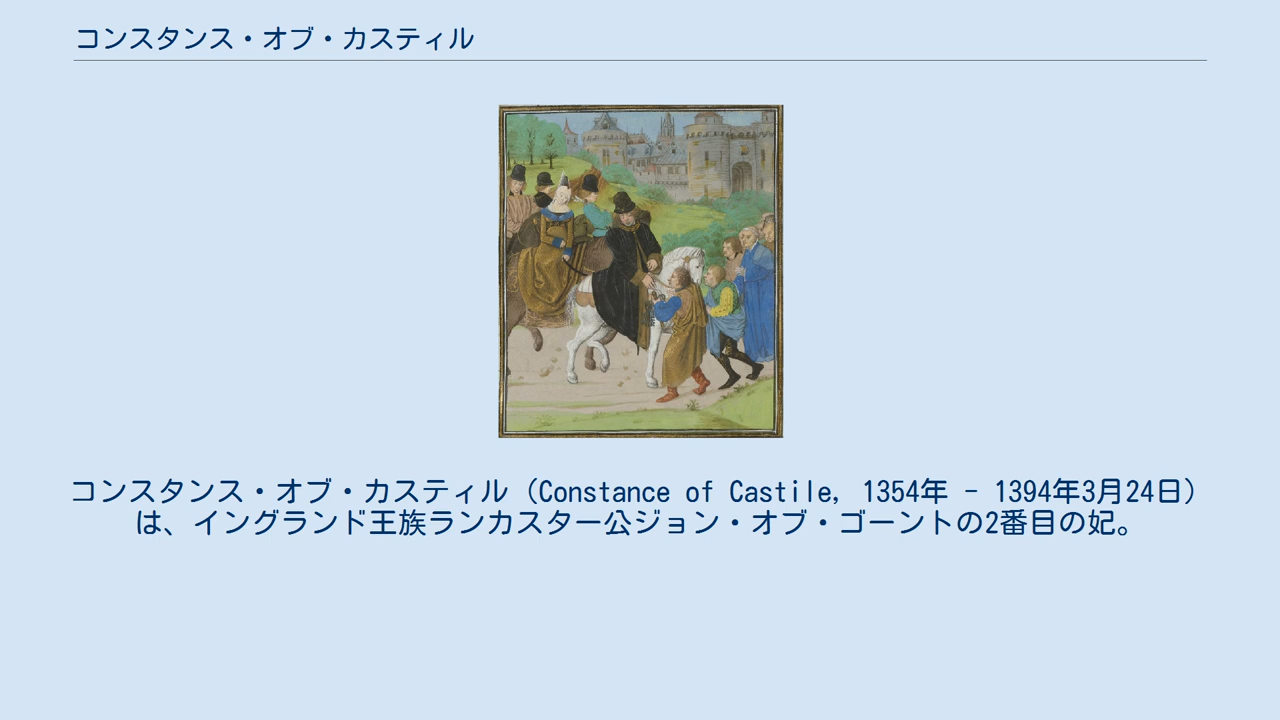 コンスタンス・オブ・カスティル
コンスタンス・オブ・カスティル（Constance of Castile, 1354年 - 1394年3月24日）
は、イングランド王族ランカスター公ジョン・オブ・ゴーントの2番目の妃。